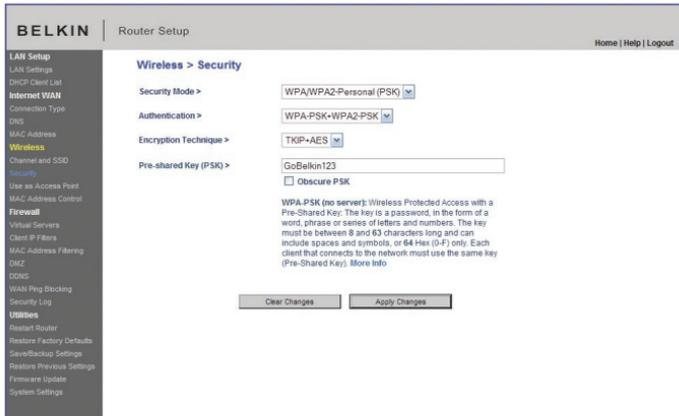 BELKIN
Router Setup
Home | Help | Logout
LAN Setup
LAN Settings
DHCP Client List
Internet WAN
Connection Type
DNS
MAC Address
Wireless
Channel and SSID
Security
Use as Access Point
MAC Address Control
Firewall
Virtual Servers
Client IP Filters
MAC Address Filtering
DMZ
DDNS
WAN Ping Blocking
Security Log
Utilities
Restart Router
Restore Factory Defaults
Save/Backup Settings
Restore Previous Settings
Firmware Update
System Settings
Wireless > Security
Security Mode > WPA/WPA2-Personal (PSK)
Authentication > WPA-PSK+WPA2-PSK
Encryption Technique > TKIP+AES
Pre-shared Key (PSK) > GoBelkin123
Obscure PSK
WPA-PSK (no server): Wireless Protected Access with a
Pre-Shared Key: The key is a password, in the form of a
word, phrase or series of letters and numbers. The key
must be between 8 and 63 characters long and can
include spaces and symbols, or 64 Hex (0-F) only. Each
client that connects to the network must use the same key
(Pre-Shared Key). More Info
Clear Changes Apply Changes